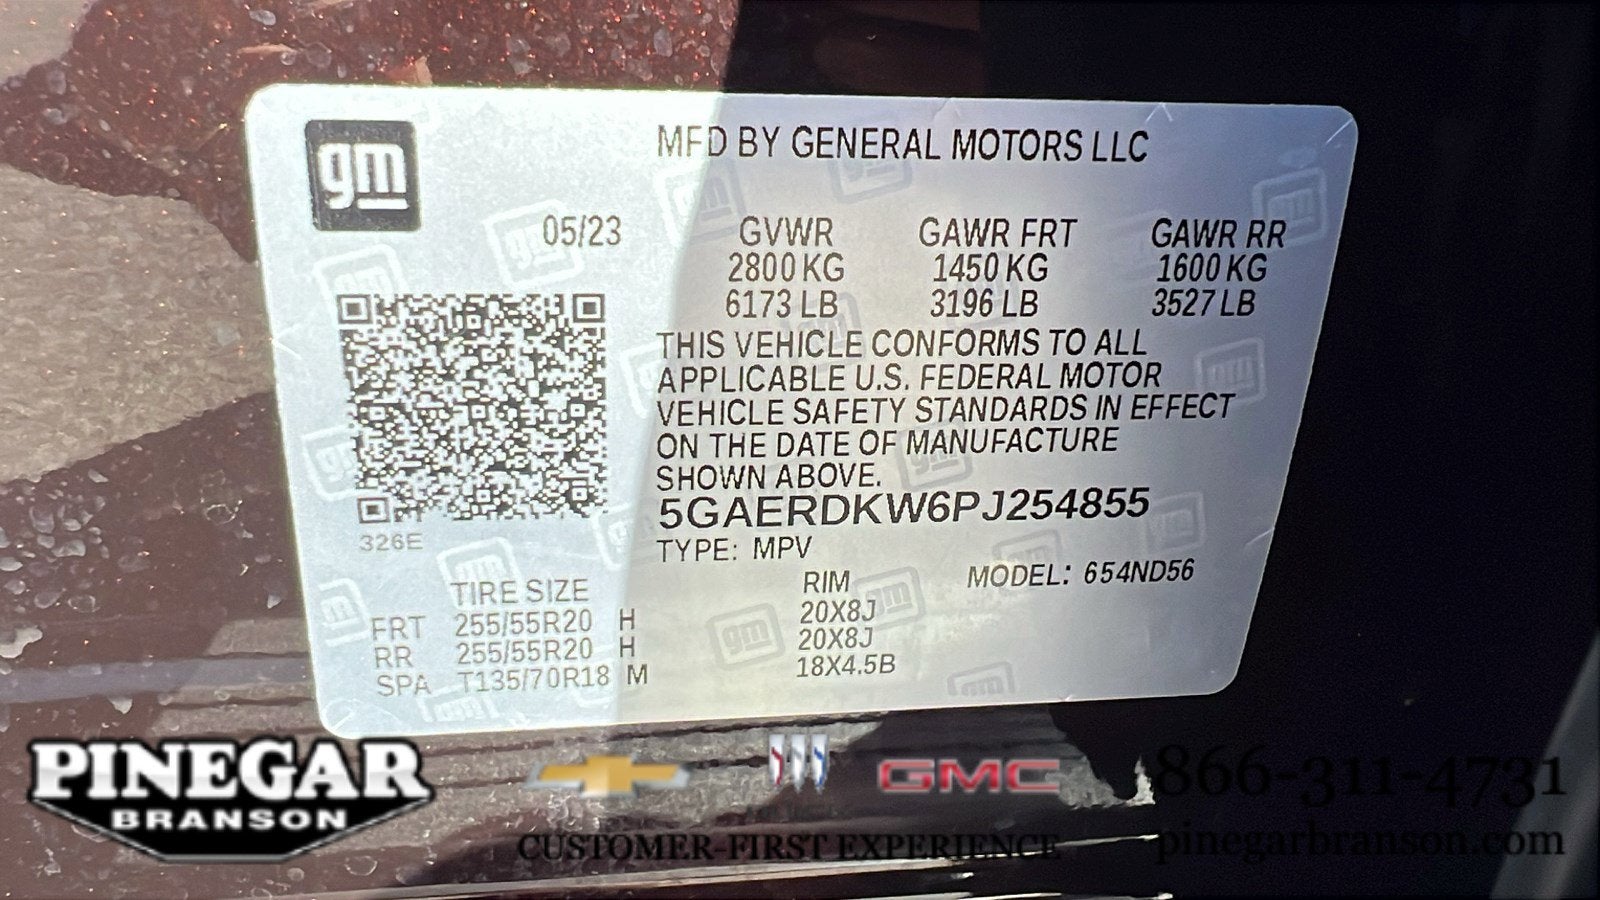 gm
MFD BY GENERAL MOTORS LLC
05/23 GVWR GAWR FRT GAWR RR
2800 KG 1450 KG 1600 KG
6173 LB 3196 LB 3527 LB
THIS VEHICLE CONFORMS TO ALL
APPLICABLE U.S. FEDERAL MOTOR
VEHICLE SAFETY STANDARDS IN EFFECT
ON THE DATE OF MANUFACTURE
SHOWN ABOVE.
5GAERDKW6PJ254855
326E
TYPE: MPV
MODEL: 654ND56
TIRE SIZE RIM
FRT 255/55R20 H 20X8J
RR 255/55R20 H 20X8J
SPA T135/70R18 M 18X4.5B
PINEGAR
BRANSON
GMC
CUSTOMER-FIRST EXPERIENCE
866-311-4731
pinegarbranson.com